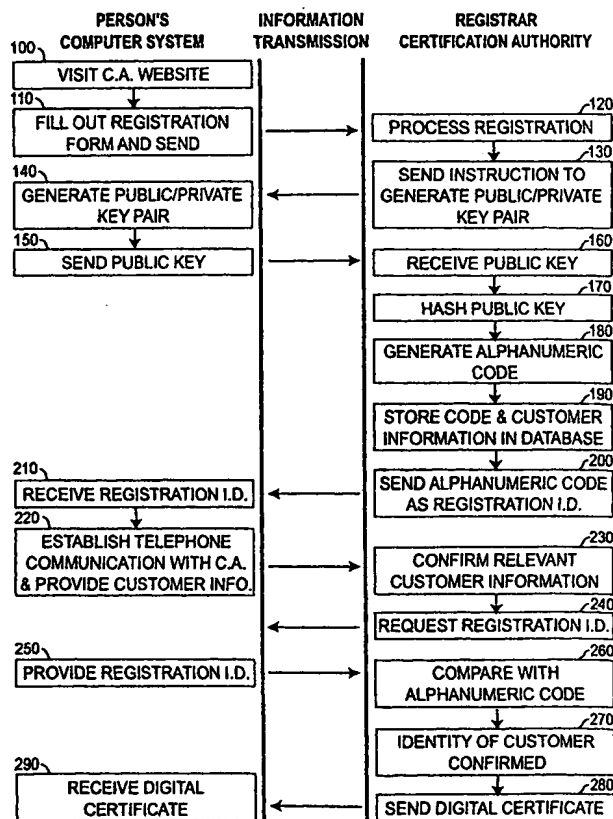 PERSON'S
COMPUTER SYSTEM
INFORMATION
TRANSMISSION
REGISTRAR
CERTIFICATION AUTHORITY
100
VISIT C.A. WEBSITE
110
FILL OUT REGISTRATION
FORM AND SEND
120
PROCESS REGISTRATION
130
SEND INSTRUCTION TO
GENERATE PUBLIC/PRIVATE
KEY PAIR
140
GENERATE PUBLIC/PRIVATE
KEY PAIR
150
SEND PUBLIC KEY
160
RECEIVE PUBLIC KEY
170
HASH PUBLIC KEY
180
GENERATE ALPHANUMERIC
CODE
190
STORE CODE & CUSTOMER
INFORMATION IN DATABASE
200
SEND ALPHANUMERIC CODE
AS REGISTRATION I.D.
210
RECEIVE REGISTRATION I.D.
220
ESTABLISH TELEPHONE
COMMUNICATION WITH C.A.
& PROVIDE CUSTOMER INFO.
230
CONFIRM RELEVANT
CUSTOMER INFORMATION
240
REQUEST REGISTRATION I.D.
250
PROVIDE REGISTRATION I.D.
260
COMPARE WITH
ALPHANUMERIC CODE
270
IDENTITY OF CUSTOMER
CONFIRMED
280
SEND DIGITAL CERTIFICATE
290
RECEIVE DIGITAL
CERTIFICATE